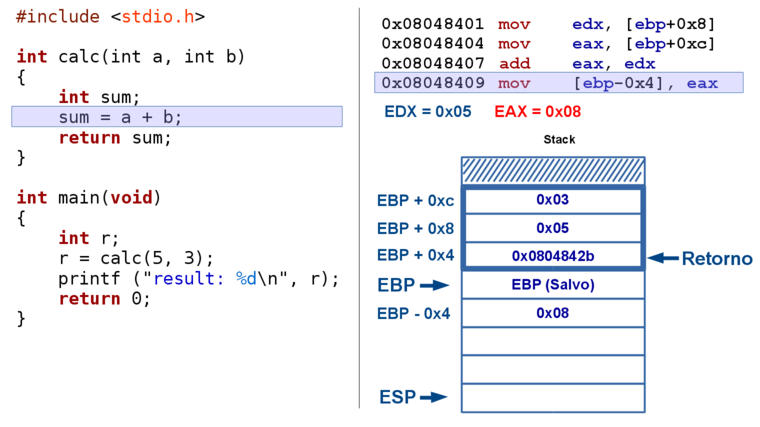 #include <stdio.h>
int calc(int a, int b)
{
int sum;
sum = a + b;
return sum;
}
int main(void)
{
int r;
r = calc(5, 3);
printf ("result: %d\n", r);
return 0;
}
0x08048401 mov edx, [ebp+0x8]
0x08048404 mov eax, [ebp+0xc]
0x08048407 add eax, edx
0x08048409 mov [ebp-0x4], eax
EDX = 0x05 EAX = 0x08
Stack
EBP + 0xc 0x03
EBP + 0x8 0x05
EBP + 0x4 0x0804842b Retorno
EBP EBP (Salvo)
EBP - 0x4 0x08
ESP